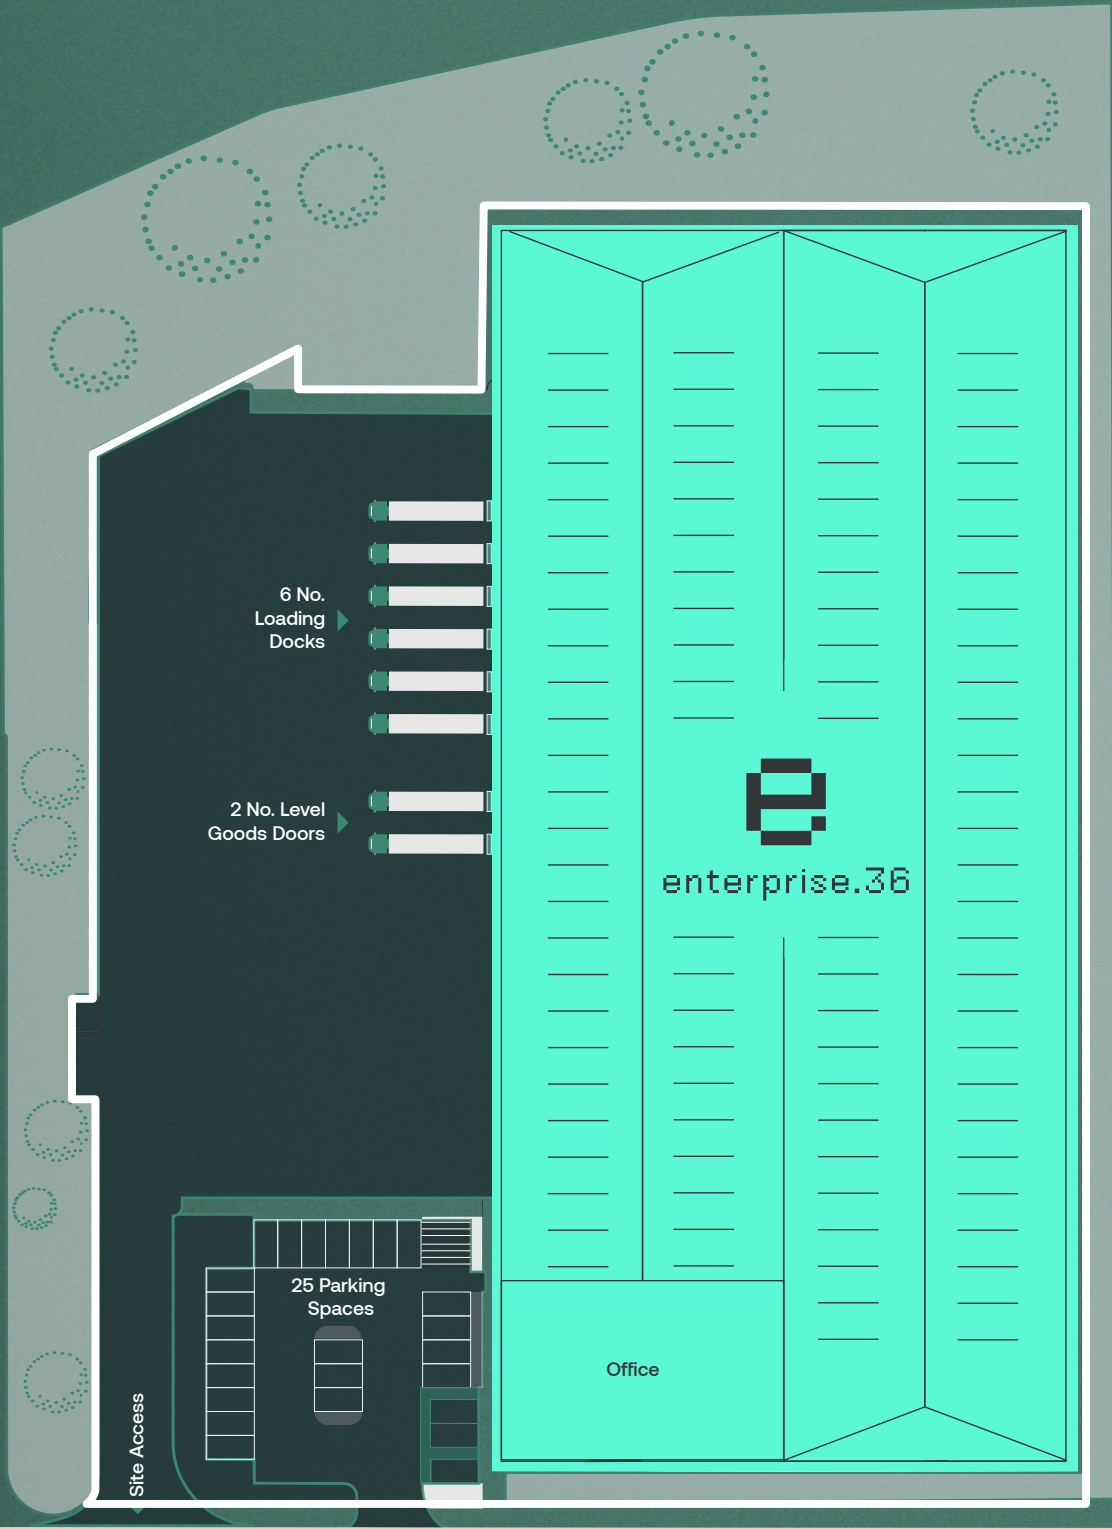 6 No.
Loading
Docks
2 No. Level
Goods Doors
e
enterprise.36
25 Parking
Spaces
Office
Site Access